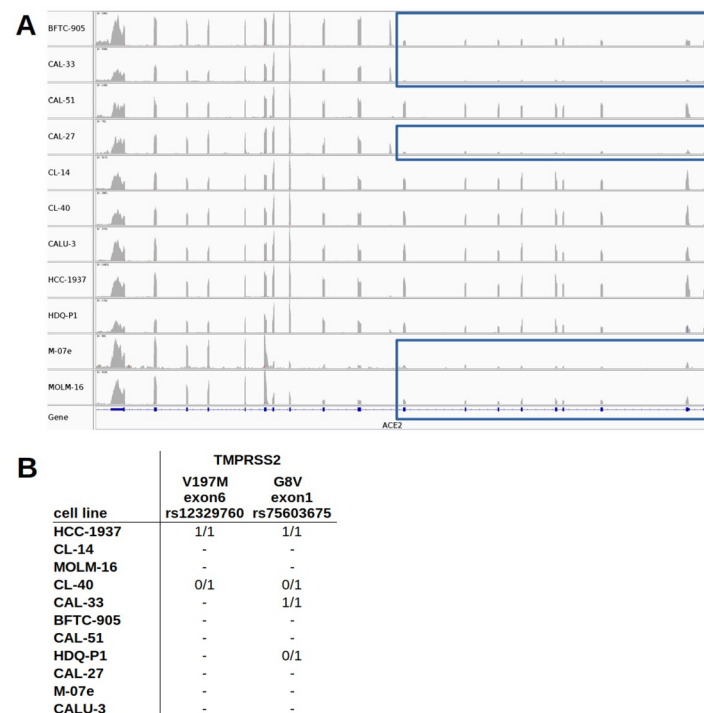 A
BFTC-905
CAL-33
CAL-51
CAL-27
CL-14
CL-40
CALU-3
HCC-1937
HDQ-P1
M-07e
MOLM-16
Gene
ACE2
B
TMPRSS2
V197M G8V
exon6 exon1
cell line rs12329760 rs75603675
HCC-1937 1/1 1/1
CL-14 - -
MOLM-16 - -
CL-40 0/1 0/1
CAL-33 - 1/1
BFTC-905 - -
CAL-51 - -
HDQ-P1 - 0/1
CAL-27 - -
M-07e - -
CALU-3 - -